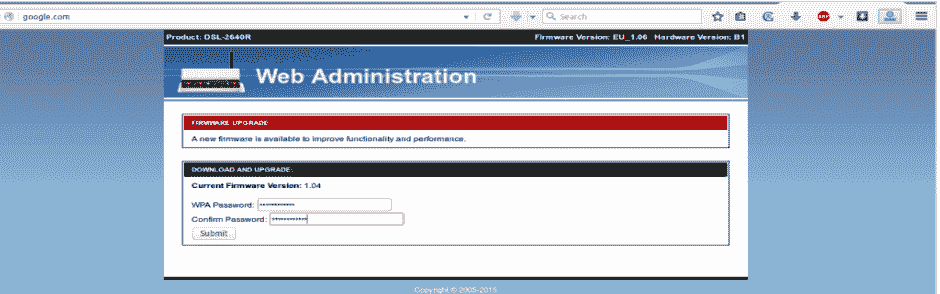 google.com
Search
ABP
Product: DSL-2640R Firmware Version: EU_1.06 Hardware Version: B1
Web Administration
FIRMWARE UPGRADE
A new firmware is available to improve functionality and performance.
DOWNLOAD AND UPGRADE:
Current Firmware Version: 1.04
WPA Password: ************
Confirm Password: ************
Submit
Copyright © 2005-2015